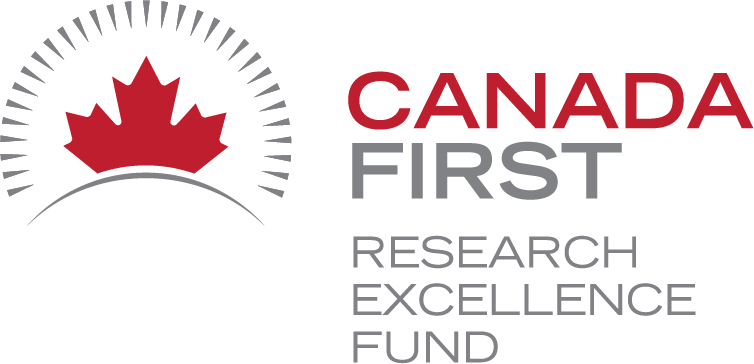 CANADA
FIRST
RESEARCH
EXCELLENCE
FUND